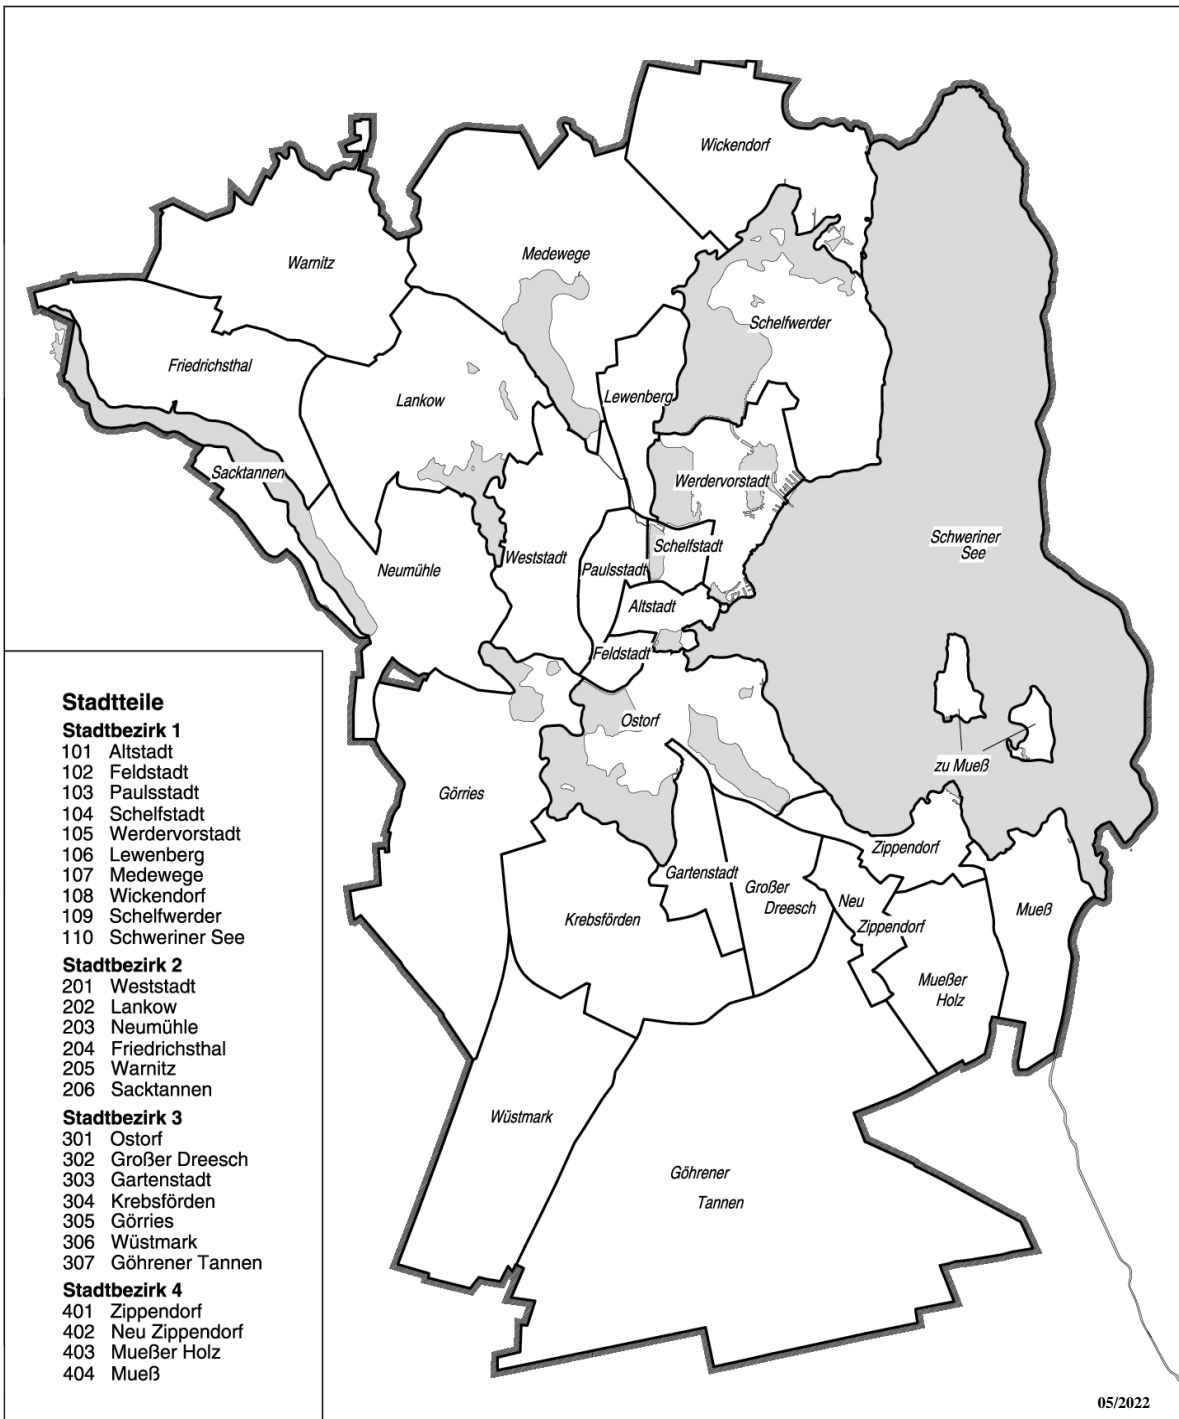 Wickendorf
Medewege
Warnitz
Schelfwerder
Friedrichsthal
Lankow
Lewenberg
Sacktannen
Werdervorstadt
Schweriner
See
Schelfstadt
Weststadt
Paulsstadt
Neumühle
Altstadt
Feldstadt
Ostorf
zu Mueß
Görries
Zippendorf
Gartenstadt
Großer
Dreesch
Neu
Zippendorf
Mueß
Krebsförden
Mueßer
Holz
Wüstmark
Göhrener
Tannen
Stadtteile
Stadtbezirk 1
101 Altstadt
102 Feldstadt
103 Paulsstadt
104 Schelfstadt
105 Werdervorstadt
106 Lewenberg
107 Medewege
108 Wickendorf
109 Schelfwerder
110 Schweriner See
Stadtbezirk 2
201 Weststadt
202 Lankow
203 Neumühle
204 Friedrichsthal
205 Warnitz
206 Sacktannen
Stadtbezirk 3
301 Ostorf
302 Großer Dreesch
303 Gartenstadt
304 Krebsförden
305 Görries
306 Wüstmark
307 Göhrener Tannen
Stadtbezirk 4
401 Zippendorf
402 Neu Zippendorf
403 Mueßer Holz
404 Mueß
05/2022